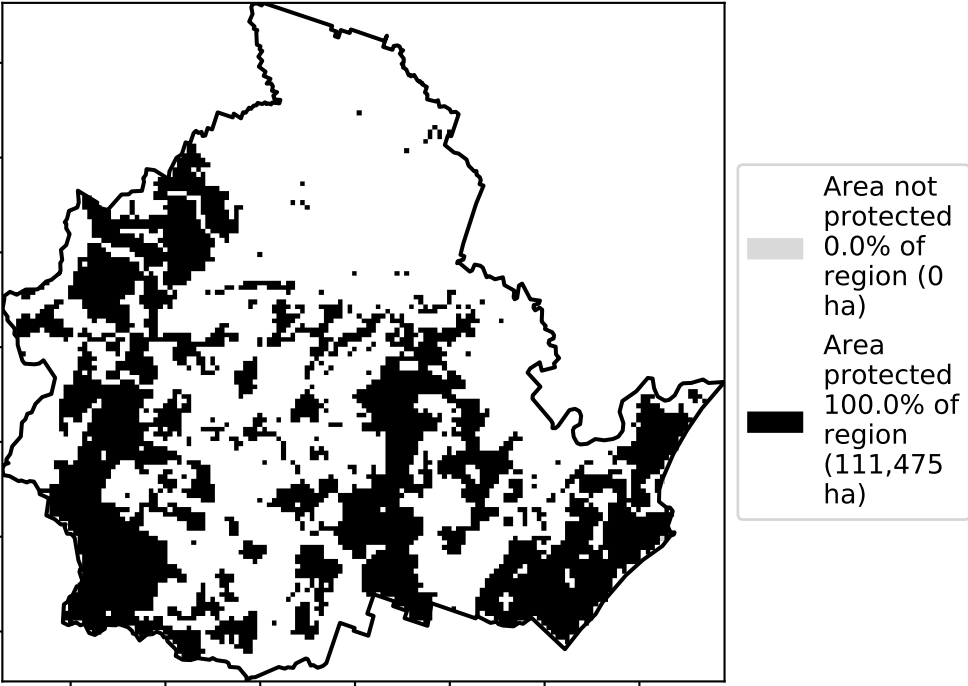 Area not
protected
0.0% of
region (0
ha)
Area
protected
100.0% of
region
(111,475
ha)